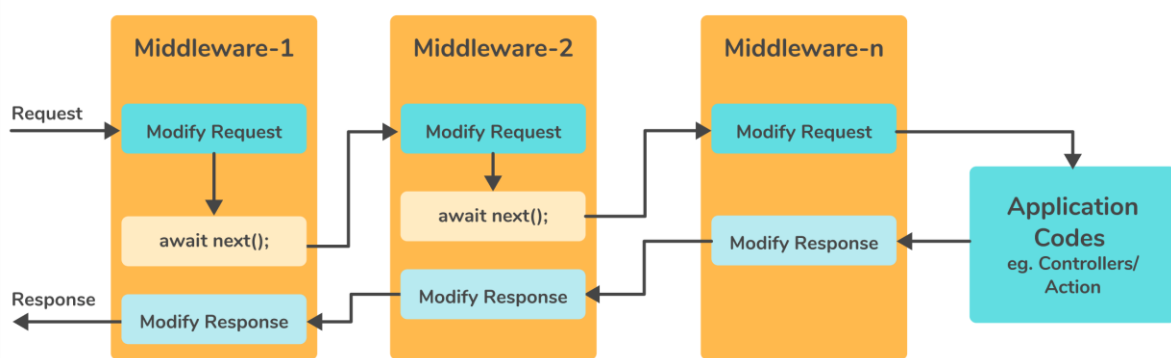 Middleware-1
Middleware-2
Middleware-n
Request
Modify Request
Modify Request
Modify Request
await next();
await next();
Application
Codes
eg. Controllers/
Action
Modify Response
Modify Response
Response
Modify Response